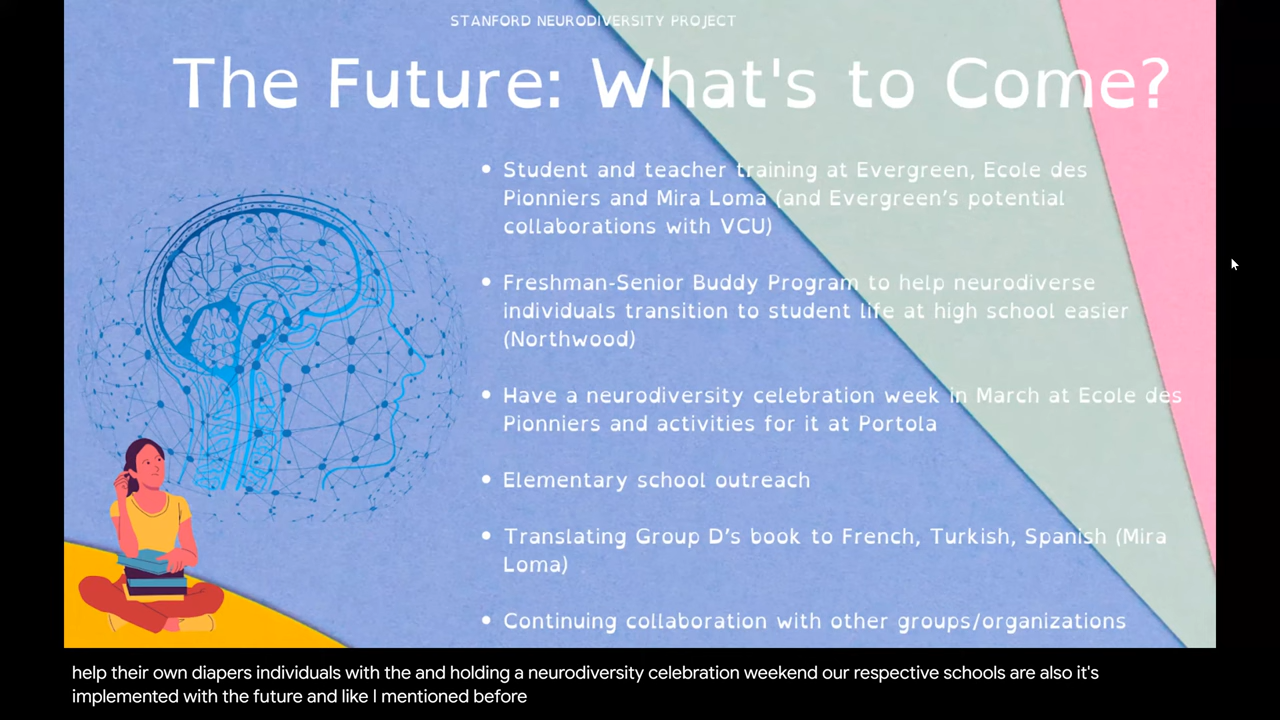 STANFORD NEURODIVERSITY PROJECT
The Future: What's to Come?
• Student and teacher training at Evergreen, Ecole des
Pionniers and Mira Loma (and Evergreen’s potential
collaborations with VCU)
• Freshman-Senior Buddy Program to help neurodiverse
individuals transition to student life at high school easier
(Northwood)
• Have a neurodiversity celebration week in March at Ecole des
Pionniers and activities for it at Portola
• Elementary school outreach
• Translating Group D’s book to French, Turkish, Spanish (Mira
Loma)
• Continuing collaboration with other groups/organizations
help their own diapers individuals with the and holding a neurodiversity celebration weekend our respective schools are also it's
implemented with the future and like I mentioned before